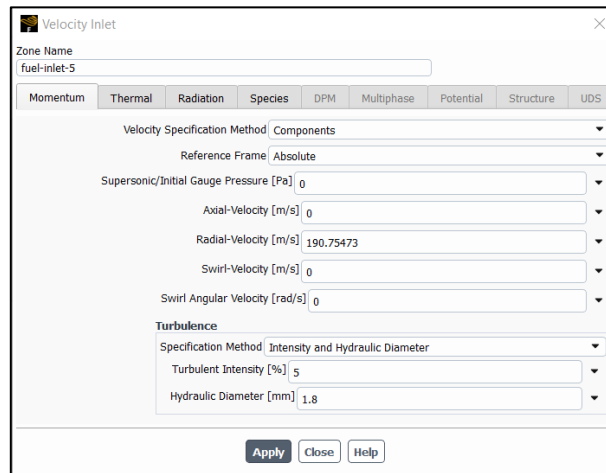 Velocity Inlet
Zone Name
fuel-inlet-5
Momentum Thermal Radiation Species DPM Multiphase Potential Structure UDS
Velocity Specification Method Components
Reference Frame Absolute
Supersonic/Initial Gauge Pressure [Pa] 0
Axial-Velocity [m/s] 0
Radial-Velocity [m/s] 190.75473
Swirl-Velocity [m/s] 0
Swirl Angular Velocity [rad/s] 0
Turbulence
Specification Method Intensity and Hydraulic Diameter
Turbulent Intensity [%] 5
Hydraulic Diameter [mm] 1.8
Apply Close Help